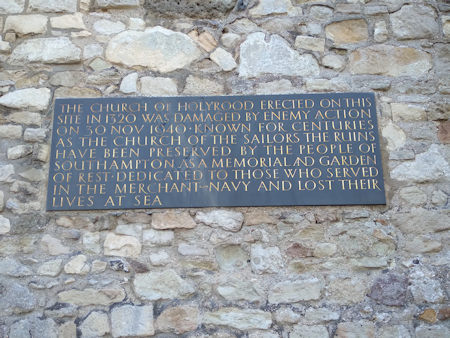 THE CHURCH OF HOLYROOD ERECTED ON THIS
SITE IN 1320 WAS DAMAGED BY ENEMY ACTION
ON 30 NOV 1940 · KNOWN FOR CENTURIES
AS THE CHURCH OF THE SAILORS THE RUINS
HAVE BEEN PRESERVED BY THE PEOPLE OF
SOUTHAMPTON AS A MEMORIAL AND GARDEN
OF REST · DEDICATED TO THOSE WHO SERVED
IN THE MERCHANT-NAVY AND LOST THEIR
LIVES AT SEA